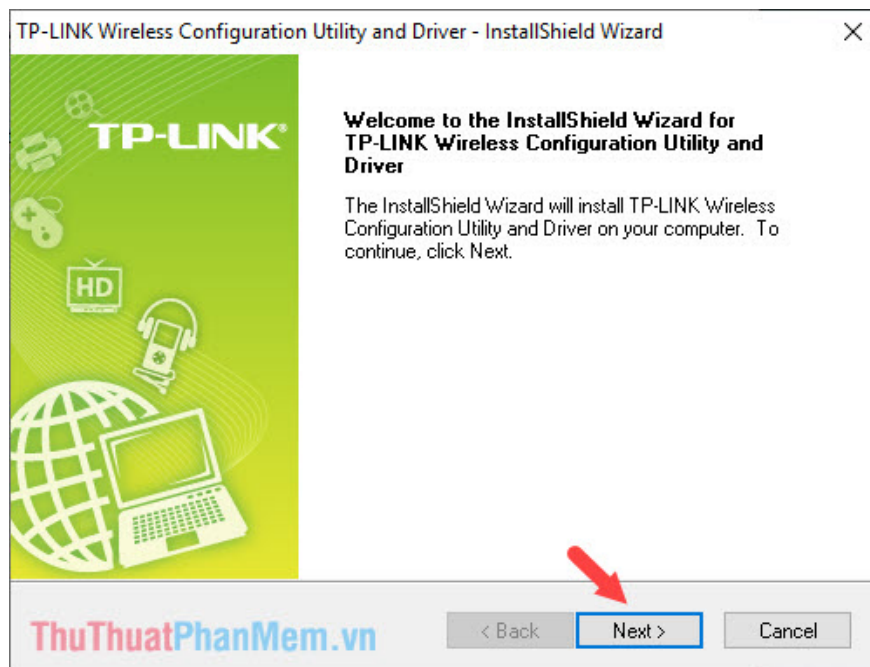 TP-LINK Wireless Configuration Utility and Driver - InstallShield Wizard
TP-LINK®
Welcome to the InstallShield Wizard for
TP-LINK Wireless Configuration Utility and
Driver
The InstallShield Wizard will install TP-LINK Wireless
Configuration Utility and Driver on your computer. To
continue, click Next.
HD
ThuThuatPhanMem.vn
< Back
Next >
Cancel